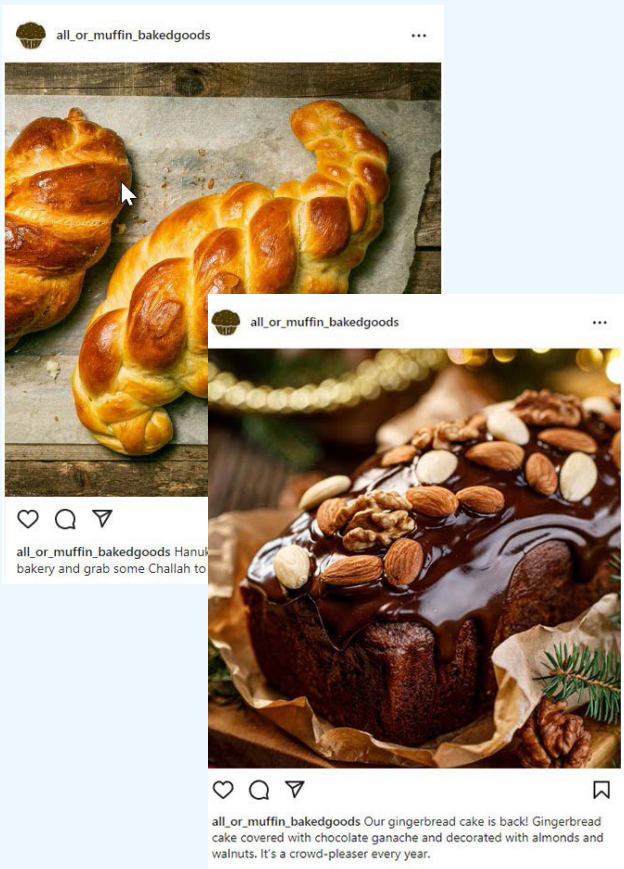 all_or_muffin_bakedgoods
all_or_muffin_bakedgoods
bakery and grab some Challah to
all_or_muffin_bakedgoods
all_or_muffin_bakedgoods Our gingerbread cake is back! Gingerbread
cake covered with chocolate ganache and decorated with almonds and
walnuts. It’s a crowd-pleaser every year.